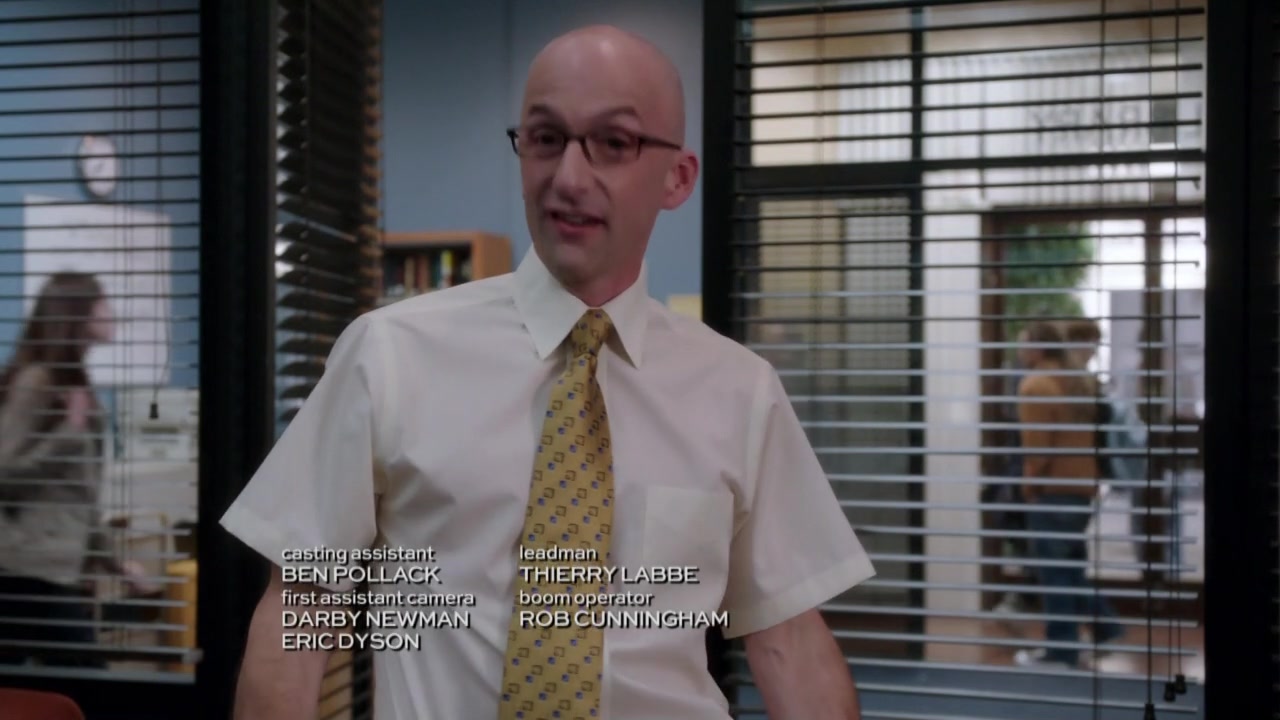 casting assistant
BEN POLLACK
first assistant camera
DARBY NEWMAN
ERIC DYSON
leadman
THIERRY LABBE
boom operator
ROB CUNNINGHAM